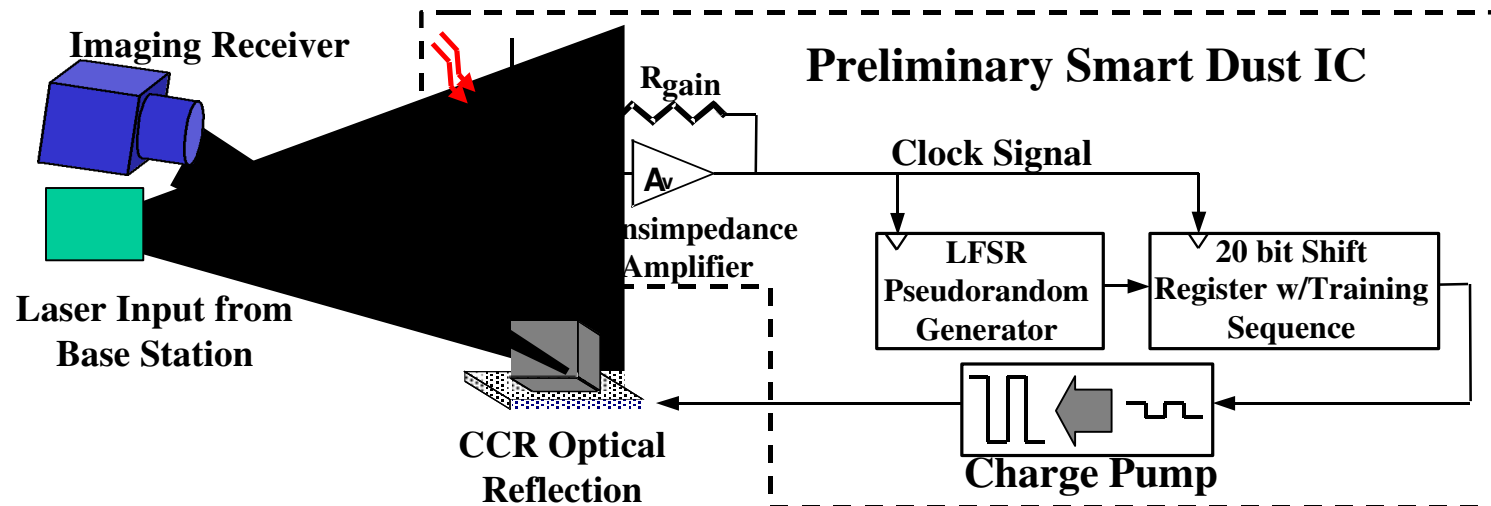 Imaging Receiver
Preliminary Smart Dust IC
Rgain
Clock Signal
Av
nsimpedance
Amplifier
LFSR
Pseudorandom
Generator
20 bit Shift
Register w/Training
Sequence
Laser Input from
Base Station
CCR Optical
Reflection
Charge Pump